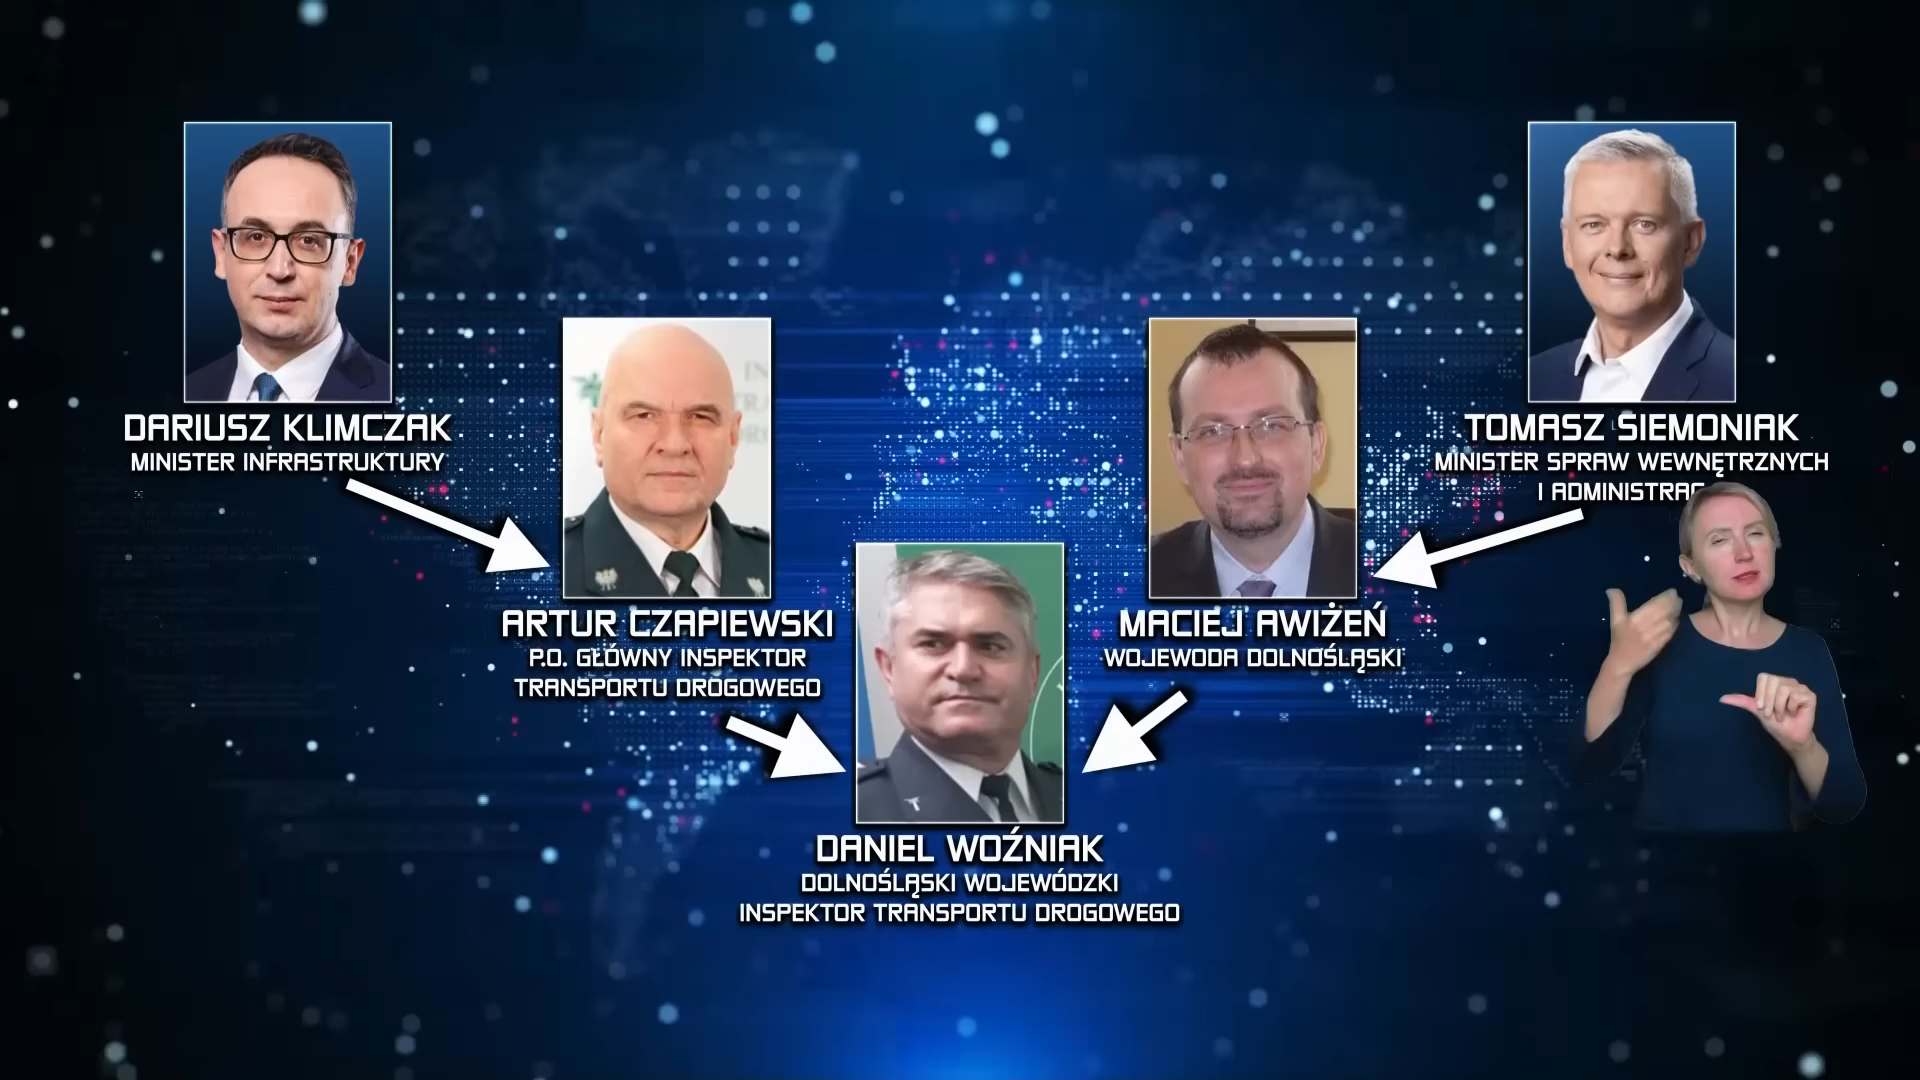 DARIUSZ KLIMCZAK
MINISTER INFRASTRUKTURY
TOMASZ SIEMONIAK
MINISTER SPRAW WEWNĘTRZNYCH
I
ARTUR CZAPIEWSKI
P.O. GŁÓWNY INSPEKTOR
TRANSPORTU DROGOWEGO
MACIEJ AWIŻEŃ
WOJEWODA DOLNOŚLĄSKI
DANIEL WOŹNIAK
DOLNOŚLĄSKI WOJEWÓDZKI
INSPEKTOR TRANSPORTU DROGOWEGO